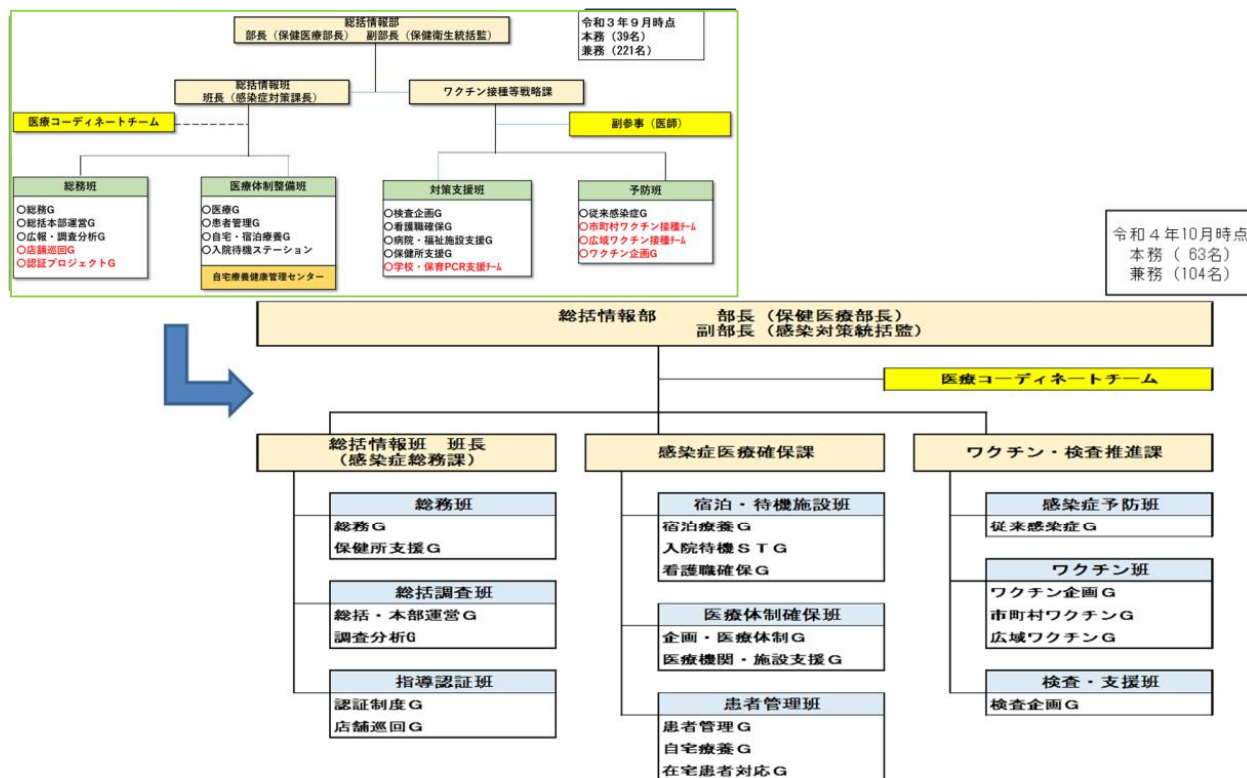 総括情報部
部長（保健医療部長）　副部長（保健衛生統括監）
令和３年９月時点
本務（39名）
兼務（221名）
総括情報班
班長（感染症対策課長）
ワクチン接種等戦略課
医療コーディネートチーム
副参事（医師）
総務班
○総務G
○総括本部運営G
○広報・調査分析G
○店舗巡回G
○認証プロジェクトG
医療体制整備班
○医療G
○患者管理G
○自宅・宿泊療養G
○入院待機ステーション
自宅療養健康管理センター
対策支援班
○検査企画G
○看護職確保G
○病院・福祉施設支援G
○保健所支援G
○学校・保育PCR支援ﾁｰﾑ
予防班
○従来感染症G
○市町村ワクチン接種ﾁｰﾑ
○広域ワクチン接種ﾁｰﾑ
○ワクチン企画G
令和４年10月時点
本務（ 63名）
兼務（104名）
総括情報部　　部長（保健医療部長）
副部長（感染対策統括監）
医療コーディネートチーム
総括情報班　班長
（感染症総務課）
総務班
総務G
保健所支援G
総括調査班
総括・本部運営G
調査分析G
指導認証班
認証制度G
店舗巡回G
感染症医療確保課
宿泊・待機施設班
宿泊療養G
入院待機ＳＴＧ
看護職確保G
医療体制確保班
企画・医療体制G
医療機関・施設支援G
患者管理班
患者管理G
自宅療養G
在宅患者対応G
ワクチン・検査推進課
感染症予防班
従来感染症G
ワクチン班
ワクチン企画G
市町村ワクチンG
広域ワクチンG
検査・支援班
検査企画G